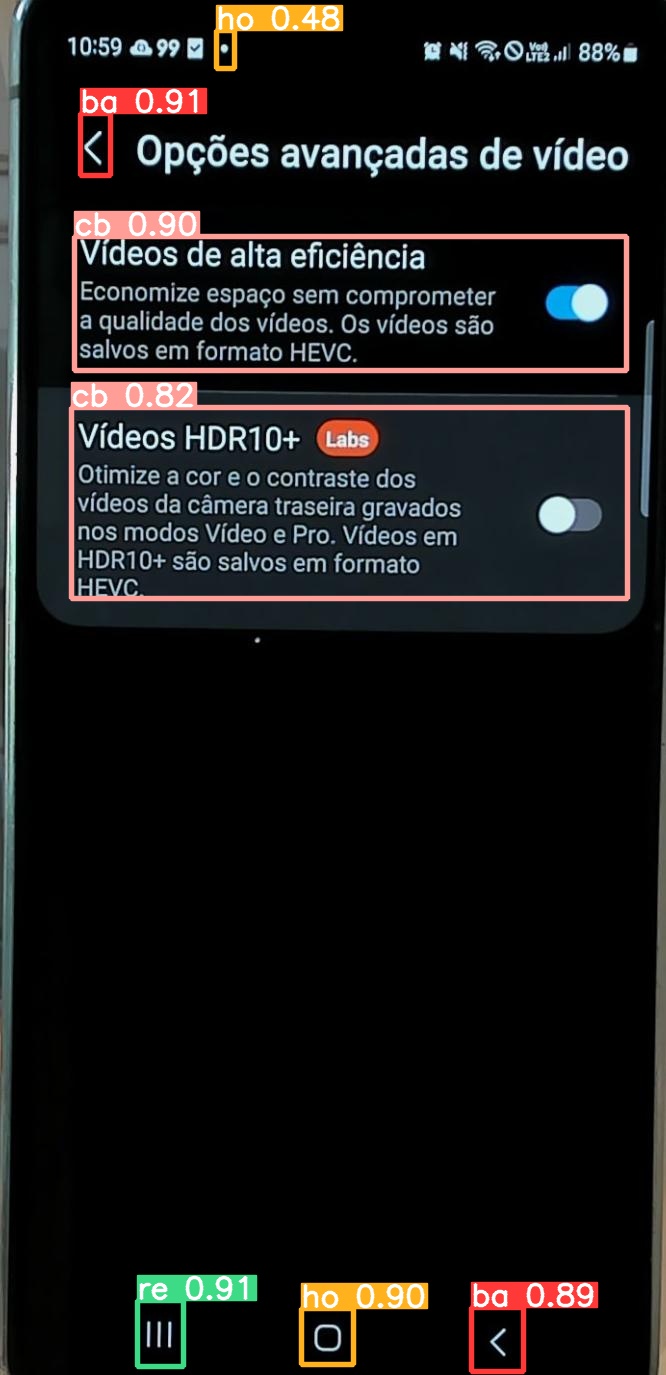 ho 0.48
10:59 99 VoD LTE2 88%
ba 0.91
Opções avançadas de vídeo
cb 0.90
Vídeos de alta eficiência
Economize espaço sem comprometer
a qualidade dos vídeos. Os vídeos são
salvos em formato HEVC.
cb 0.82
Vídeos HDR10+ Labs
Otimize a cor e o contraste dos
vídeos da câmera traseira gravados
nos modos Vídeo e Pro. Vídeos em
HDR10+ são salvos em formato
HEVC.
re 0.91
ho 0.90
ba 0.89